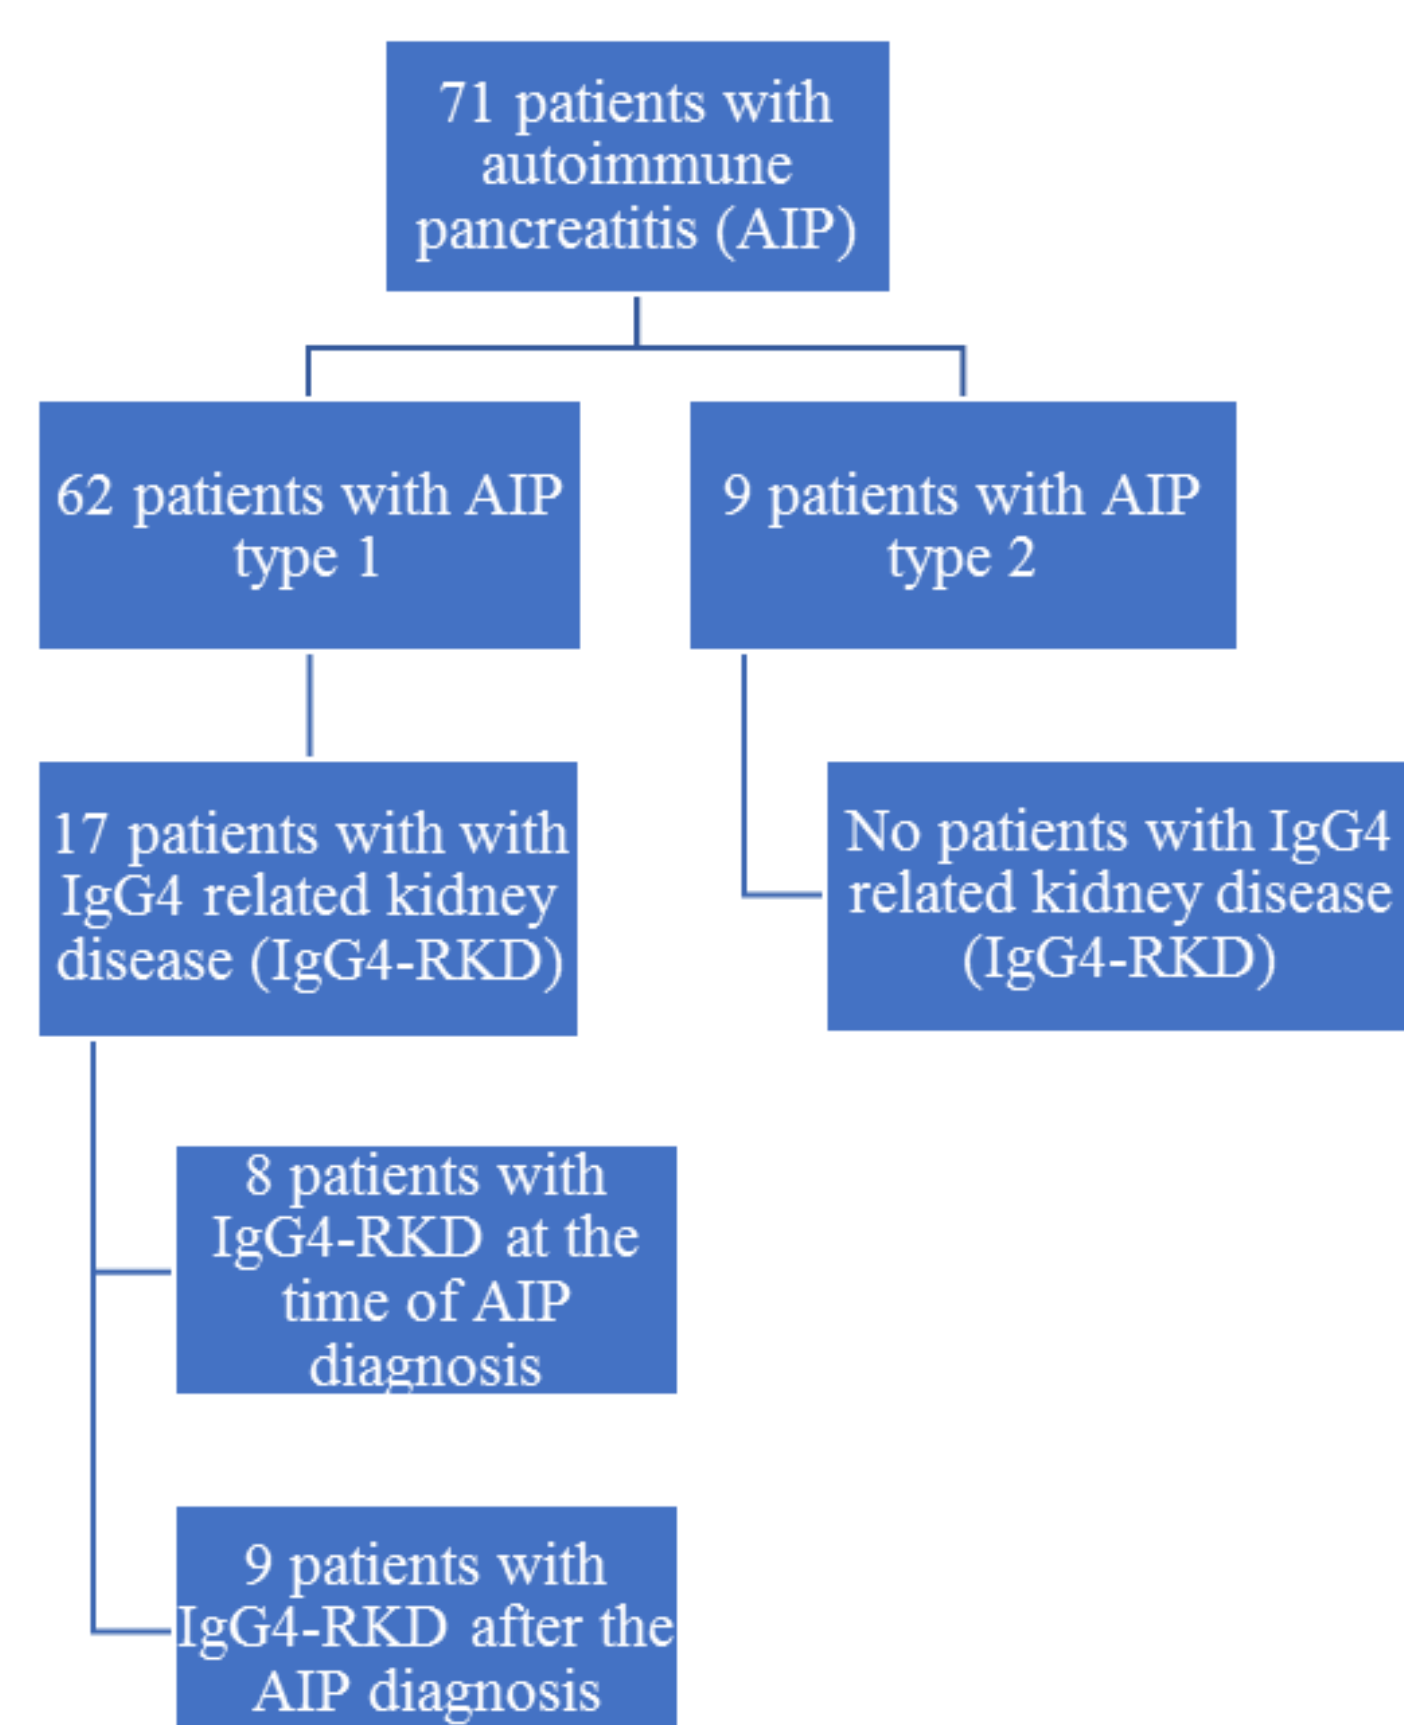 71 patients with
autoimmune
pancreatitis (AIP)
62 patients with AIP
type 1
9 patients with AIP
type 2
17 patients with with
IgG4 related kidney
disease (IgG4-RKD)
No patients with IgG4
related kidney disease
(IgG4-RKD)
8 patients with
IgG4-RKD at the
time of AIP
diagnosis
9 patients with
IgG4-RKD after the
AIP diagnosis